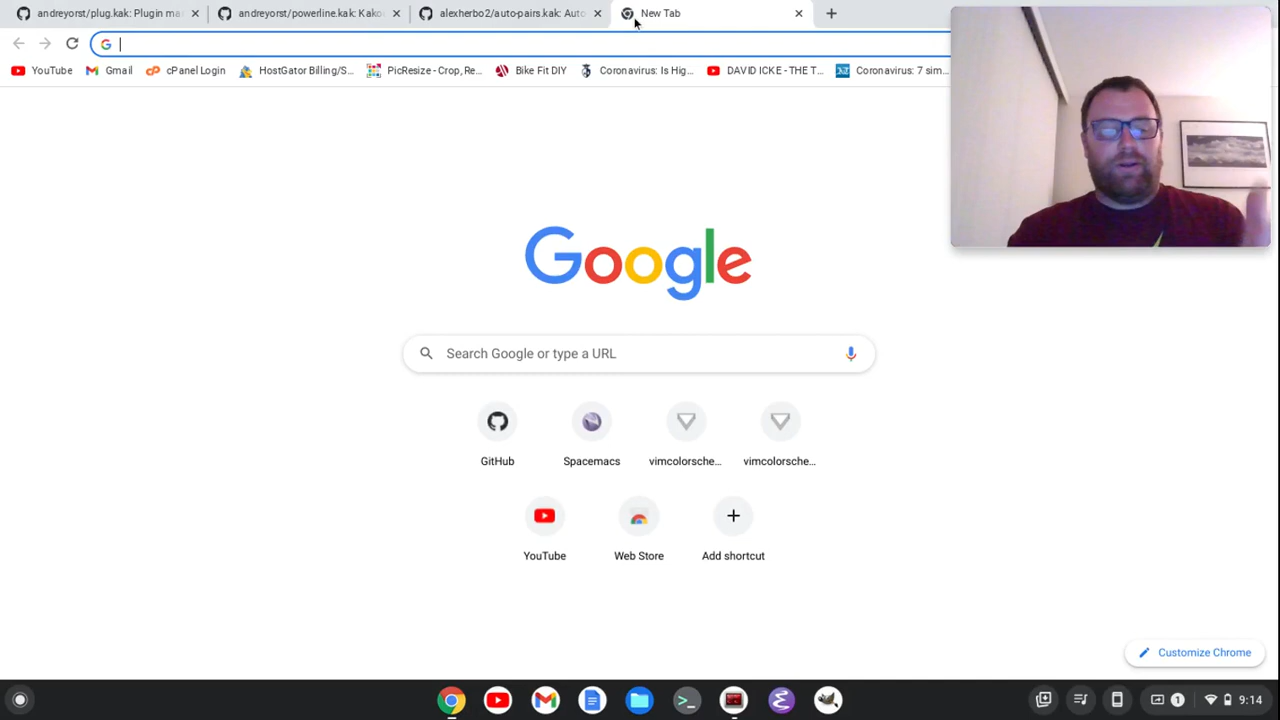 andreyorst/plug.kak: Plugin ma
andreyorst/powerline.kak: Kakou
alexherbo2/auto-pairs.kak: Auto
New Tab
YouTube
Gmail
cPanel Login
HostGator Billing/S...
PicResize - Crop, Re...
Bike Fit DIY
Coronavirus: Is Hig...
DAVID ICKE - THE T...
Coronavirus: 7 sim...
Google
Search Google or type a URL
GitHub
Spacemacs
vimcolorsche...
vimcolorsche...
YouTube
Web Store
Add shortcut
Customize Chrome
1
9:14